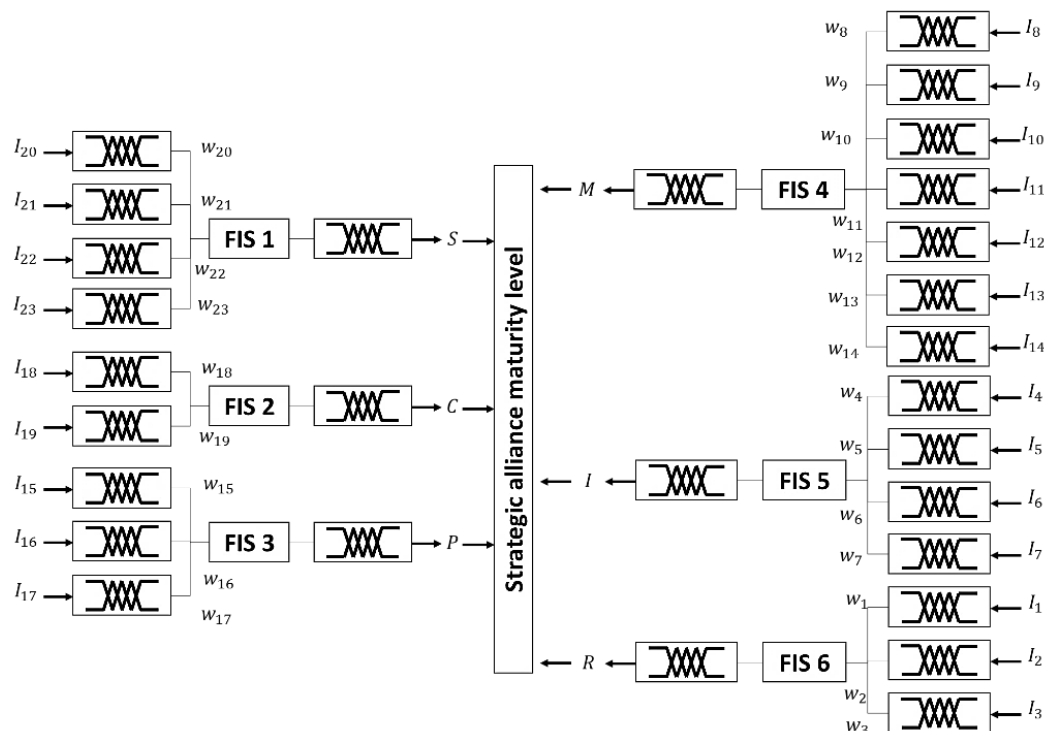 I₂₀ w₂₀
I₂₁ w₂₁
FIS 1 S
I₂₂ w₂₂
I₂₃ w₂₃
I₁₈ w₁₈
FIS 2 C
I₁₉ w₁₉
I₁₅ w₁₅
I₁₆ FIS 3 P
w₁₆
I₁₇
w₁₇
Strategic alliance maturity level
w₈ I₈
w₉ I₉
w₁₀ I₁₀
M FIS 4 I₁₁
w₁₁
I₁₂
w₁₂
w₁₃ I₁₃
w₁₄ I₁₄
w₄ I₄
w₅ I₅
I FIS 5
w₆ I₆
w₇ I₇
w₁ I₁
R FIS 6 I₂
w₂
I₃
w₃